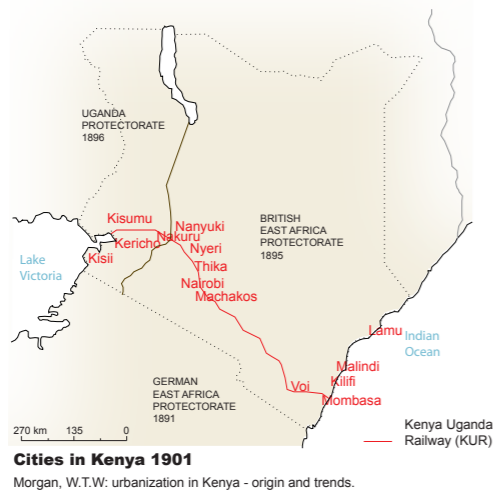 UGANDA
PROTECTORATE
1896
Kisumu
Nanyuki
BRITISH
EAST AFRICA
PROTECTORATE
1895
Kericho
Nakuru
Nyeri
Lake
Victoria
Kisii
Thika
Nairobi
Machakos
Lamu
Indian
Ocean
Malindi
GERMAN
EAST AFRICA
PROTECTORATE
1891
Voi
Kilifi
Mombasa
270 km 135 0
Kenya Uganda
Railway (KUR)
Cities in Kenya 1901
Morgan, W.T.W: urbanization in Kenya - origin and trends.